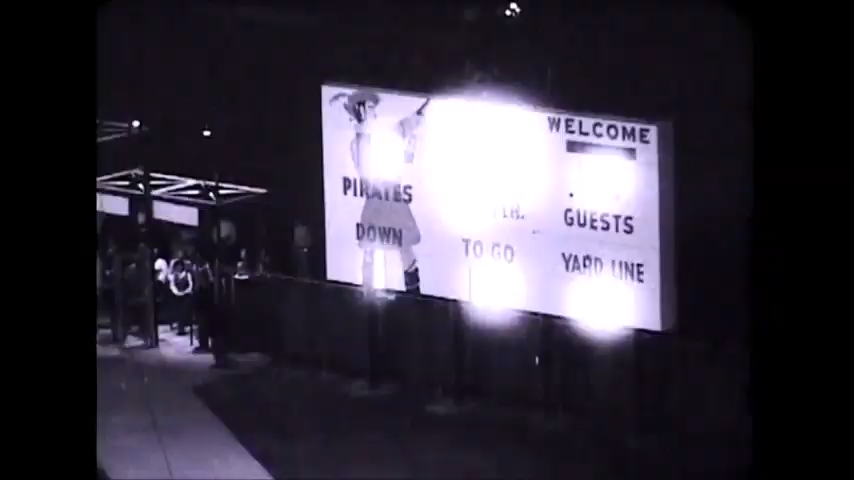 WELCOME
PIRATES
GUESTS
DOWN
TO GO
YARD LINE